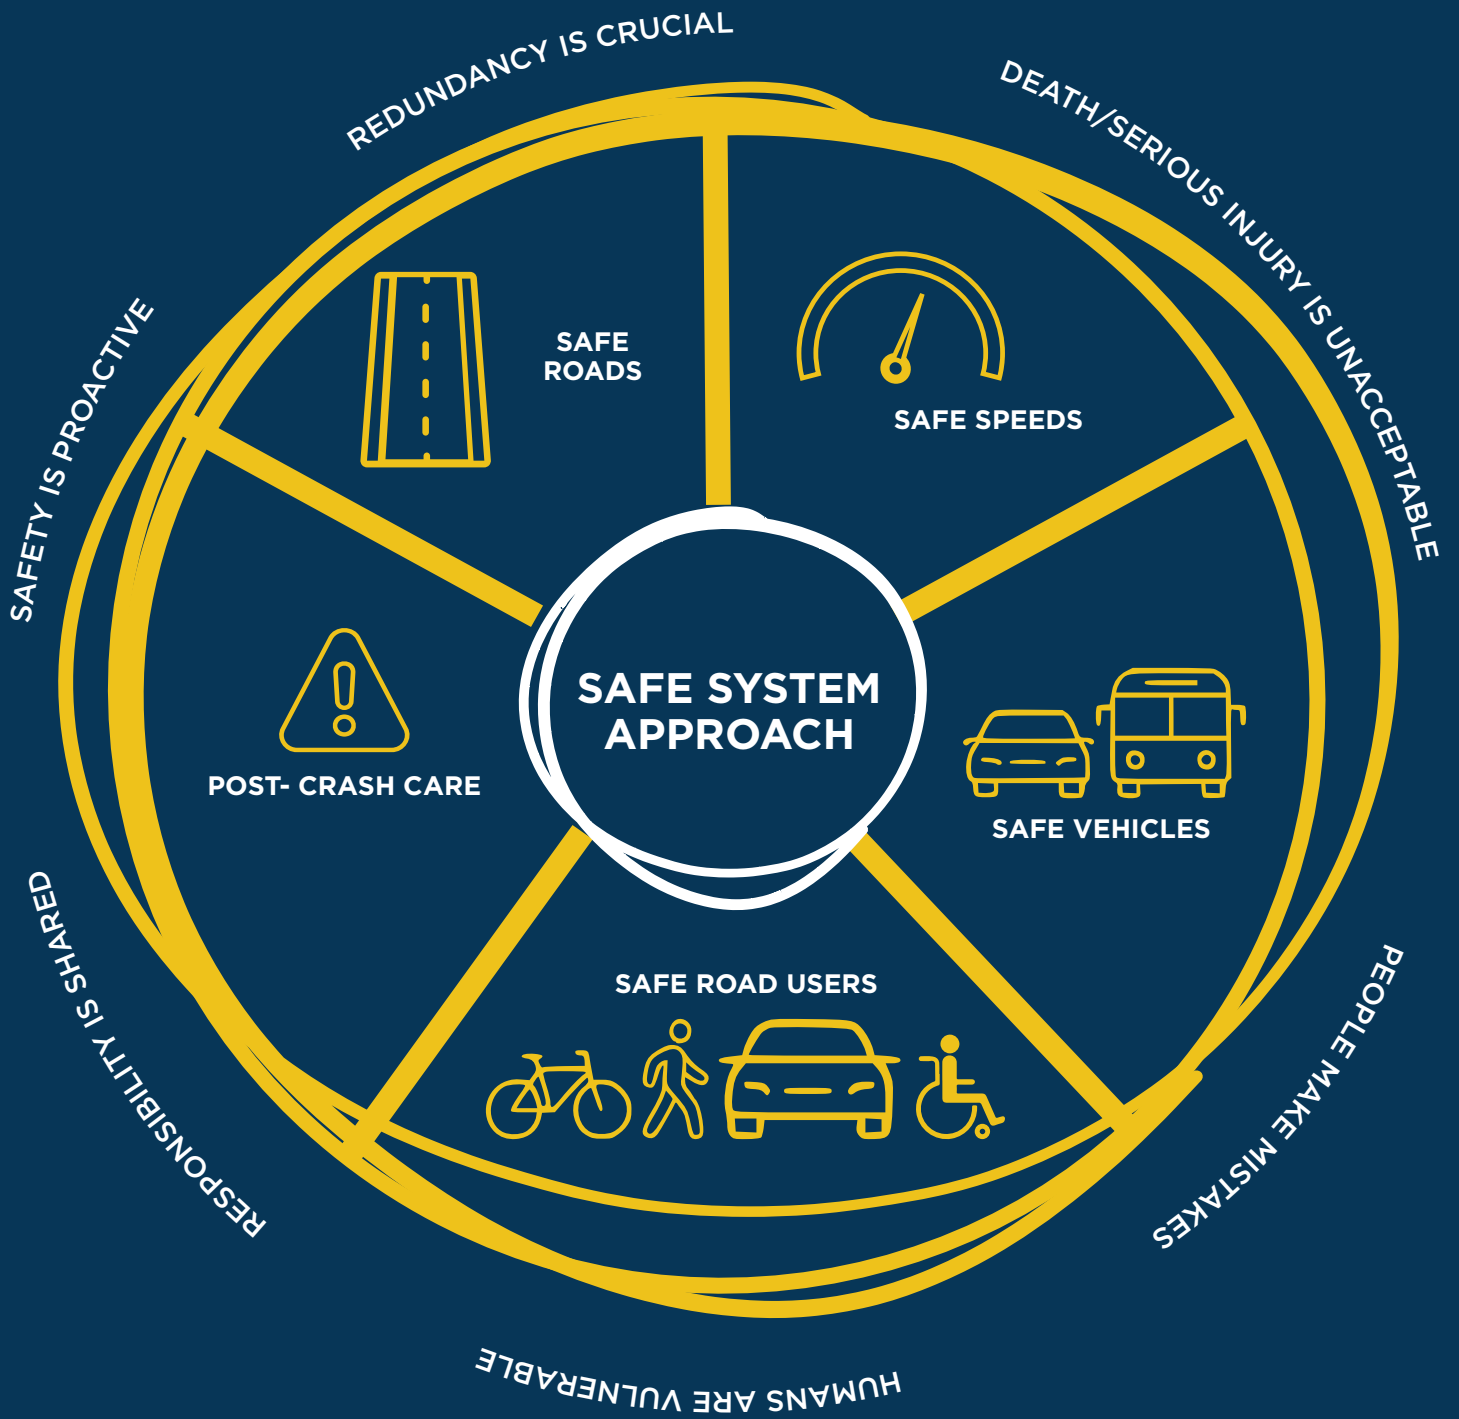 REDUNDANCY IS CRUCIAL
DEATH/SERIOUS INJURY IS UNACCEPTABLE
PEOPLE MAKE MISTAKES
HUMANS ARE VULNERABLE
RESPONSIBILITY IS SHARED
SAFETY IS PROACTIVE
SAFE
ROADS
SAFE SPEEDS
SAFE VEHICLES
SAFE ROAD USERS
POST- CRASH CARE
SAFE SYSTEM
APPROACH